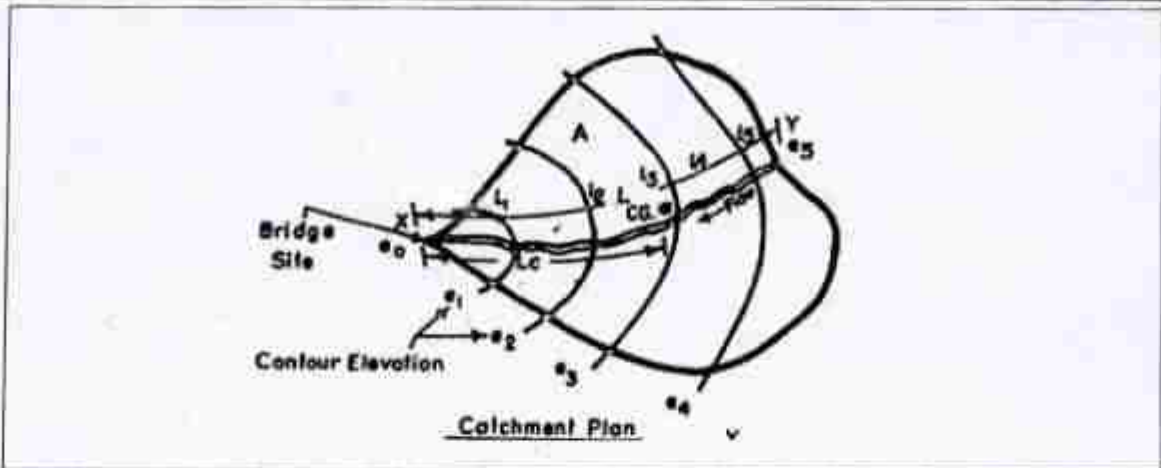 A
Y
e5
l5
l4
l3
L1
l2
L
CG.
Flow
X
Bridge
Site
e0
Lc
e1
e2
Contour Elevation
e3
e4
Catchment Plan
v